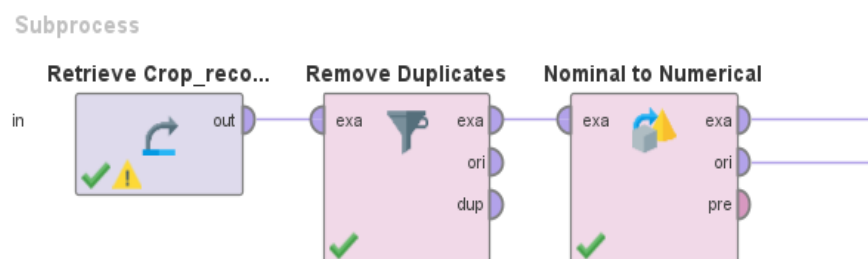 Subprocess
Retrieve Crop_reco... Remove Duplicates Nominal to Numerical
in out exa exa exa exa
ori ori
dup pre